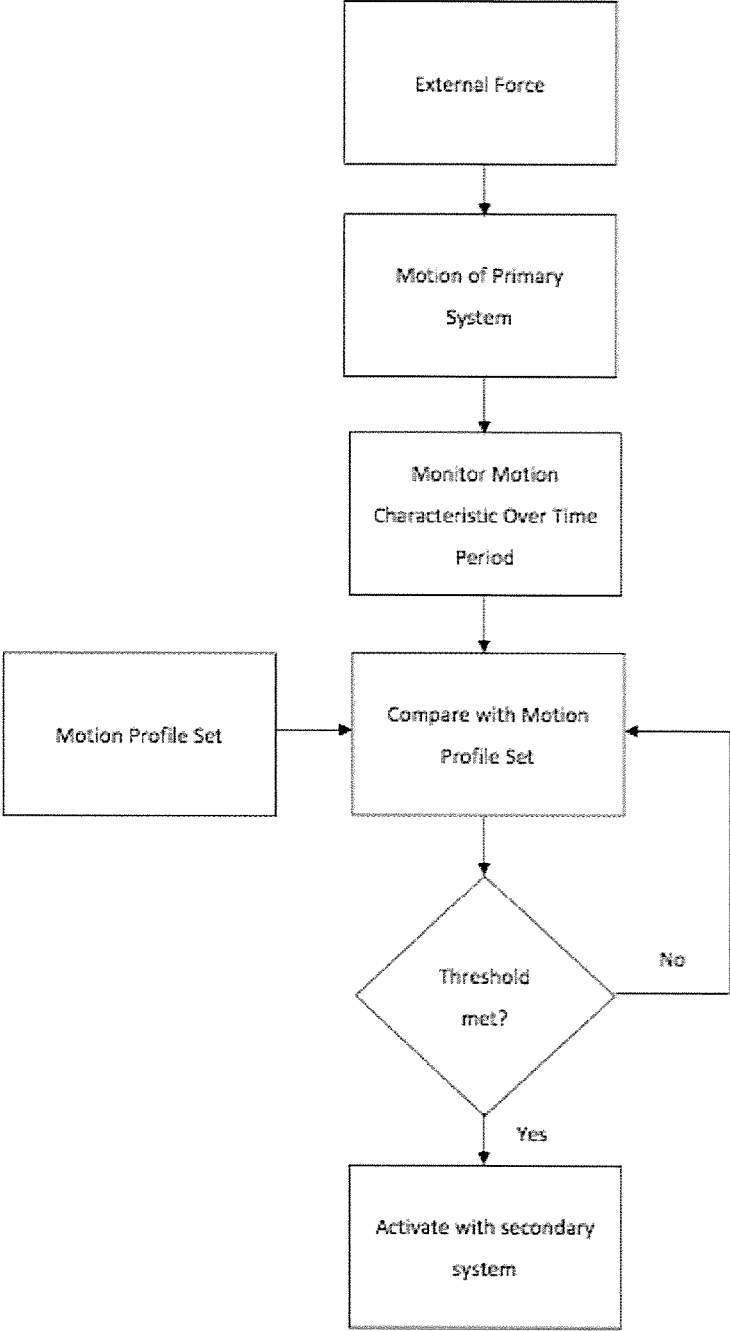 External Force
Motion of Primary
System
Monitor Motion
Characteristic Over Time
Period
Motion Profile Set
Compare with Motion
Profile Set
Threshold
met?
No
Yes
Activate with secondary
system